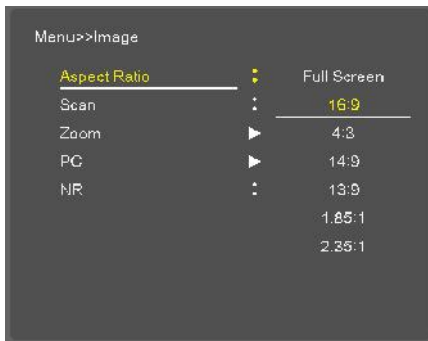 Menu>>Image
Aspect Ratio : Full Screen
Scan : 16:9
Zoom ▶ 4:3
PC ▶ 14:9
NR : 13:9
1.85:1
2.35:1